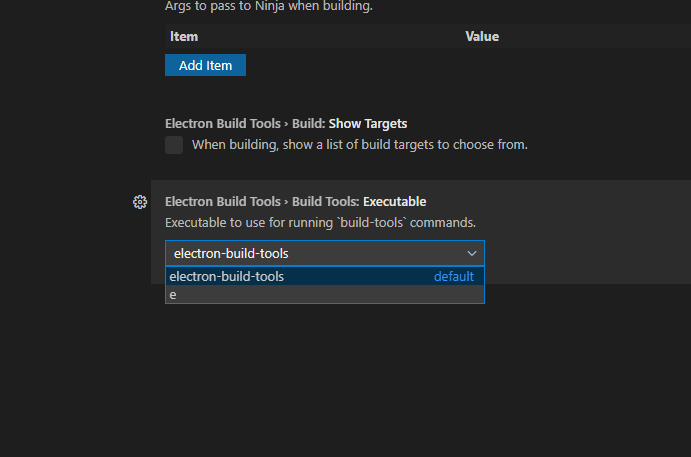 Args to pass to Ninja when building.
Item Value
Add Item
Electron Build Tools › Build: Show Targets
When building, show a list of build targets to choose from.
Electron Build Tools › Build Tools: Executable
Executable to use for running `build-tools` commands.
electron-build-tools
electron-build-tools default
e